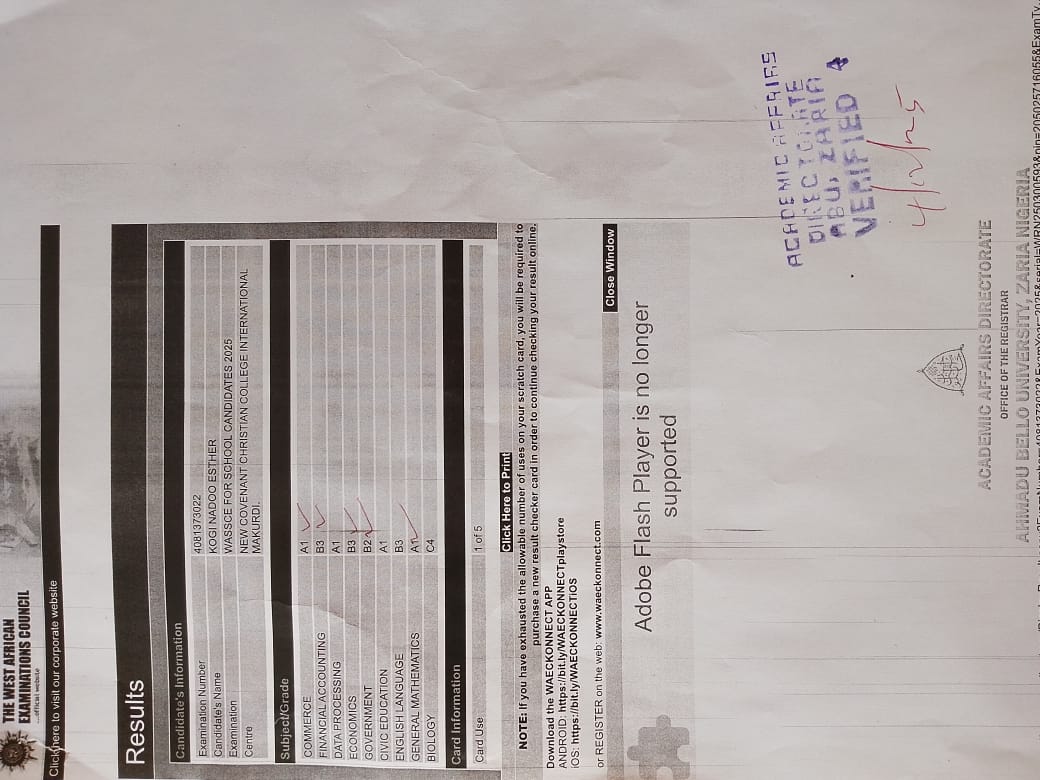 THE WEST AFRICAN
EXAMINATIONS COUNCIL
...official website
Click here to visit our corporate website
Results
Candidate's Information
Examination Number 4081373022
Candidate's Name KOGI NADOO ESTHER
Examination WASSCE FOR SCHOOL CANDIDATES 2025
Centre NEW COVENANT CHRISTIAN COLLEGE INTERNATIONAL
MAKURDI.
Subject/Grade
COMMERCE A1
FINANCIAL ACCOUNTING B3
DATA PROCESSING A1
ECONOMICS B3
GOVERNMENT B2
CIVIC EDUCATION A1
ENGLISH LANGUAGE B3
GENERAL MATHEMATICS A1
BIOLOGY C4
Card Information
Card Use 1 of 5
Click Here to Print
NOTE: If you have exhausted the allowable number of uses on your scratch card, you will be required to
purchase a new result checker card in order to continue checking your result online.
Download the WAECKONNECT APP
ANDROID: https://bit.ly/WAECKONNECTplaystore
IOS: https://bit.ly/WAECKONNECTIOS
or REGISTER on the web: www.waeckonnect.com
Close Window
Adobe Flash Player is no longer
supported
ACADEMIC AFFAIRS
DIRECTORATE
ABU, ZARIA
VERIFIED 4
ACADEMIC AFFAIRS DIRECTORATE
OFFICE OF THE REGISTRAR
AHMADU BELLO UNIVERSITY, ZARIA NIGERIA